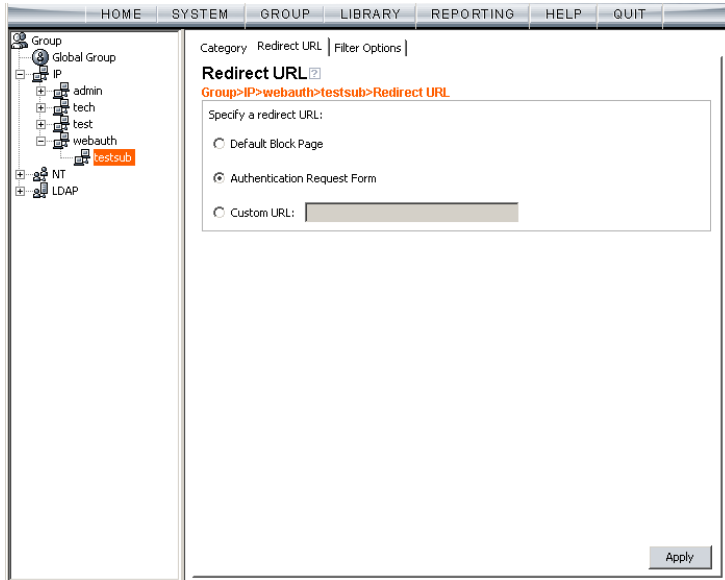 HOME SYSTEM GROUP LIBRARY REPORTING HELP QUIT
Group
Global Group
IP
admin
tech
test
webauth
testsub
NT
LDAP
Category Redirect URL Filter Options
Redirect URL ?
Group>IP>webauth>testsub>Redirect URL
Specify a redirect URL:
Default Block Page
Authentication Request Form
Custom URL:
Apply